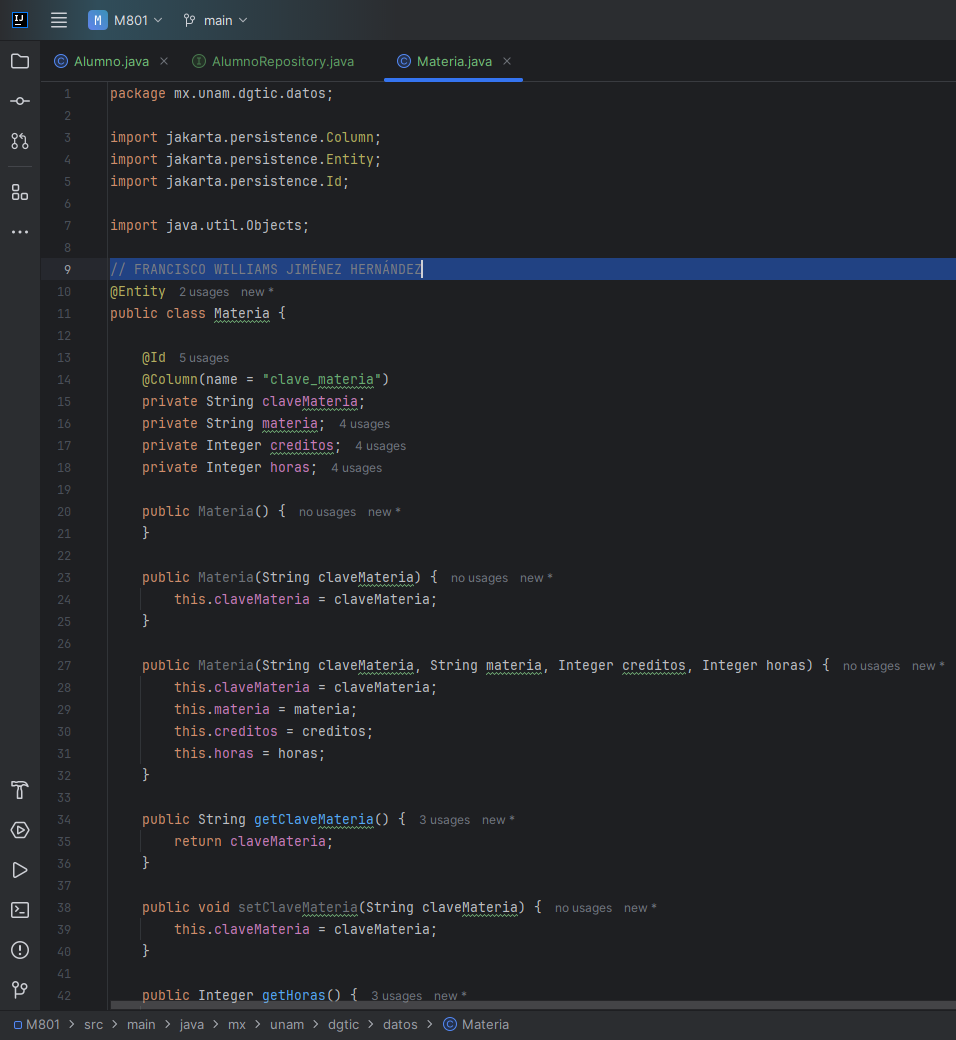 IJ M M801 main
Alumno.java AlumnoRepository.java Materia.java
1 package mx.unam.dgtic.datos;
2
3 import jakarta.persistence.Column;
4 import jakarta.persistence.Entity;
5 import jakarta.persistence.Id;
6
7 import java.util.Objects;
8
9 // FRANCISCO WILLIAMS JIMÉNEZ HERNÁNDEZ
10 @Entity 2 usages new *
11 public class Materia {
12
13 @Id 5 usages
14 @Column(name = "clave_materia")
15 private String claveMateria;
16 private String materia; 4 usages
17 private Integer creditos; 4 usages
18 private Integer horas; 4 usages
19
20 public Materia() { no usages new *
21 }
22
23 public Materia(String claveMateria) { no usages new *
24 this.claveMateria = claveMateria;
25 }
26
27 public Materia(String claveMateria, String materia, Integer creditos, Integer horas) { no usages new *
28 this.claveMateria = claveMateria;
29 this.materia = materia;
30 this.creditos = creditos;
31 this.horas = horas;
32 }
33
34 public String getClaveMateria() { 3 usages new *
35 return claveMateria;
36 }
37
38 public void setClaveMateria(String claveMateria) { no usages new *
39 this.claveMateria = claveMateria;
40 }
41
42 public Integer getHoras() { 3 usages new *
M801 > src > main > java > mx > unam > dgtic > datos > Materia